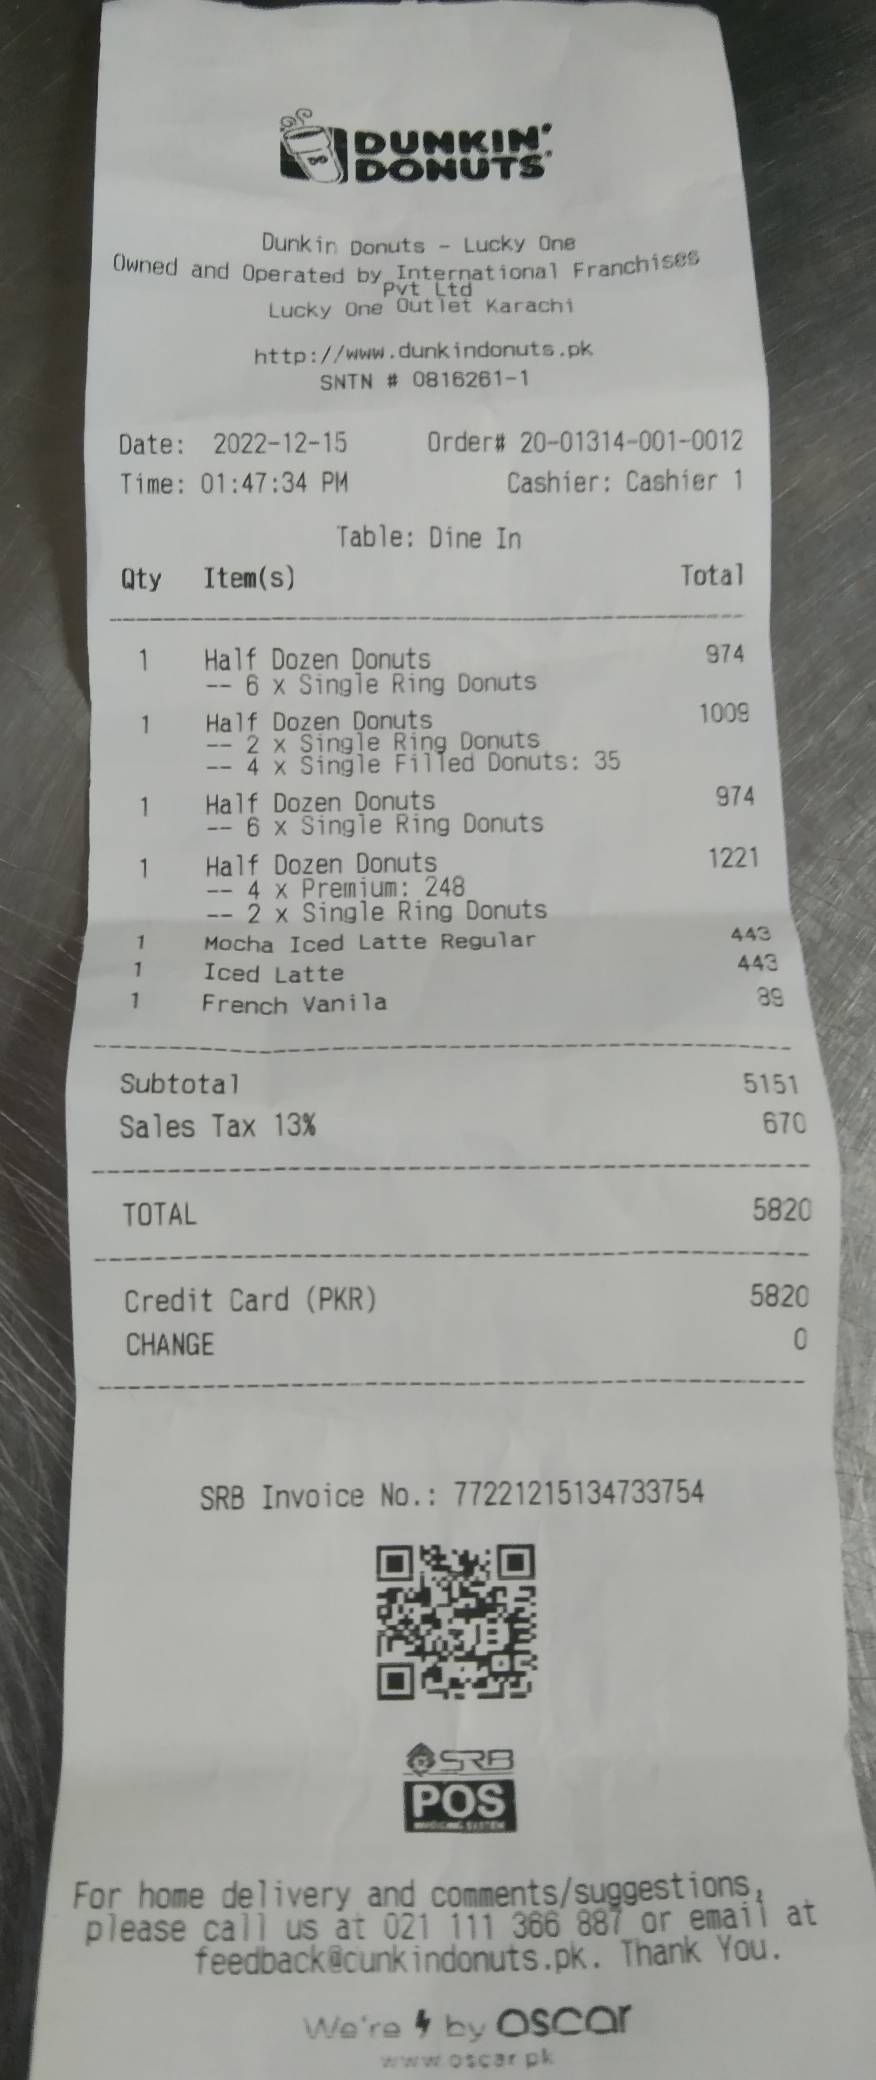 DUNKIN'
DONUTS
Dunkin Donuts - Lucky One
Owned and Operated by International Franchises
Pvt Ltd
Lucky One Outlet Karachi
http://www.dunkindonuts.pk
SNTN # 0816261-1
Date: 2022-12-15 Order# 20-01314-001-0012
Time: 01:47:34 PM Cashier: Cashier 1
Table: Dine In
Qty Item(s) Total
1 Half Dozen Donuts 974
-- 6 x Single Ring Donuts
1 Half Dozen Donuts 1009
-- 2 x Single Ring Donuts
-- 4 x Single Filled Donuts: 35
1 Half Dozen Donuts 974
-- 6 x Single Ring Donuts
1 Half Dozen Donuts 1221
-- 4 x Premium: 248
-- 2 x Single Ring Donuts
1 Mocha Iced Latte Regular 443
1 Iced Latte 443
1 French Vanila 89
Subtotal 5151
Sales Tax 13% 670
TOTAL 5820
Credit Card (PKR) 5820
CHANGE 0
SRB Invoice No.: 77221215134733754
SRB
POS
For home delivery and comments/suggestions,
please call us at 021 111 366 887 or email at
feedback@cunkindonuts.pk. Thank You.
We're by oscar
www.oscar.pk